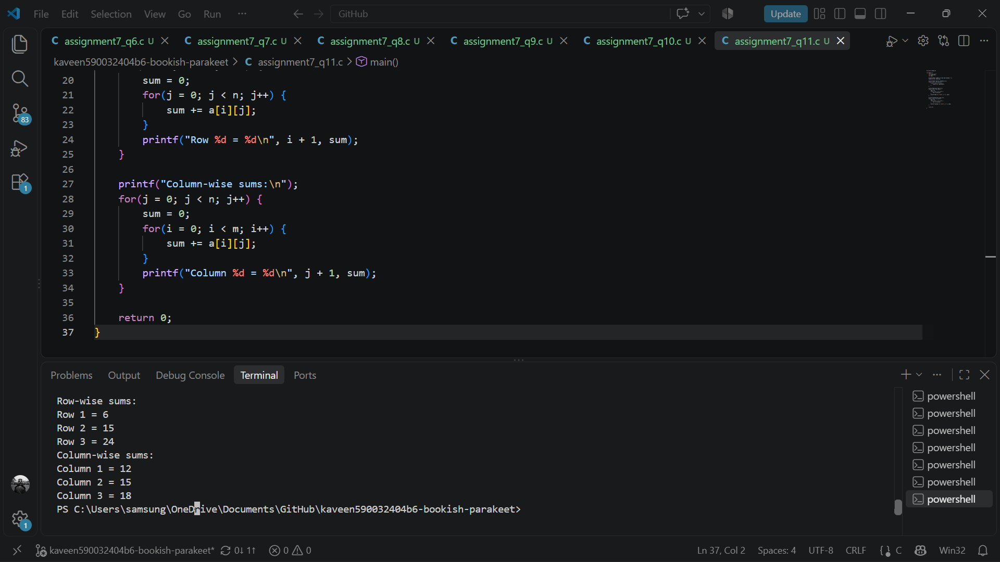 File Edit Selection View Go Run ··· GitHub Update
C assignment7_q6.c U C assignment7_q7.c U C assignment7_q8.c U C assignment7_q9.c U C assignment7_q10.c U C assignment7_q11.c U
kaveen590032404b6-bookish-parakeet > C assignment7_q11.c > main()
20 sum = 0;
21 for(j = 0; j < n; j++) {
22 sum += a[i][j];
23 }
24 printf("Row %d = %d\n", i + 1, sum);
25 }
26
27 printf("Column-wise sums:\n");
28 for(j = 0; j < n; j++) {
29 sum = 0;
30 for(i = 0; i < m; i++) {
31 sum += a[i][j];
32 }
33 printf("Column %d = %d\n", j + 1, sum);
34 }
35
36 return 0;
37 }
83
1
1
Problems Output Debug Console Terminal Ports
Row-wise sums:
Row 1 = 6
Row 2 = 15
Row 3 = 24
Column-wise sums:
Column 1 = 12
Column 2 = 15
Column 3 = 18
PS C:\Users\samsung\OneDrive\Documents\GitHub\kaveen590032404b6-bookish-parakeet>
powershell
powershell
powershell
powershell
powershell
powershell
powershell
kaveen590032404b6-bookish-parakeet* 0↓ 1↑ 0 0 Ln 37, Col 2 Spaces: 4 UTF-8 CRLF {} C Win32